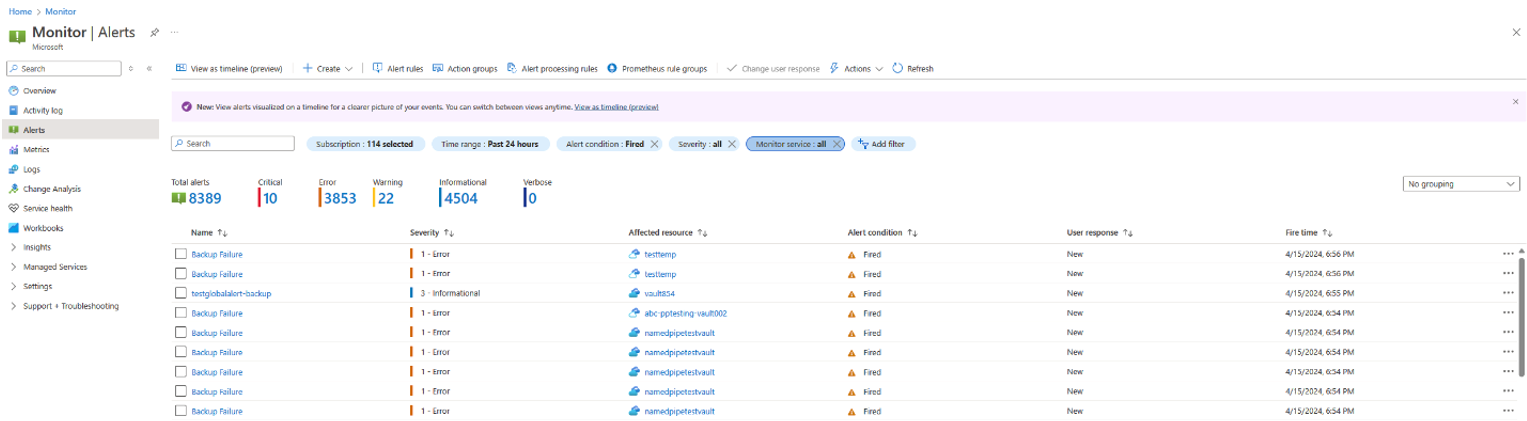 Home > Monitor
Monitor | Alerts ...
Microsoft
Search
Overview
Activity log
Alerts
Metrics
Logs
Change Analysis
Service health
Workbooks
Insights
Managed Services
Settings
Support + Troubleshooting
View as timeline (preview) Create Alert rules Action groups Alert processing rules Prometheus rule groups Change user response Actions Refresh
New: View alerts visualized on a timeline for a clearer picture of your events. You can switch between views anytime. View as timeline (preview)
Search Subscription : 114 selected Time range : Past 24 hours Alert condition : Fired Severity : all Monitor service : all Add filter
Total alerts Critical Error Warning Informational Verbose
8389 10 3853 22 4504 0
No grouping
Name Severity Affected resource Alert condition User response Fire time
Backup Failure 1 - Error testtemp Fired New 4/15/2024, 6:56 PM
Backup Failure 1 - Error testtemp Fired New 4/15/2024, 6:56 PM
testglobalalert-backup 3 - Informational vault854 Fired New 4/15/2024, 6:55 PM
Backup Failure 1 - Error abc-pptesting-vault002 Fired New 4/15/2024, 6:54 PM
Backup Failure 1 - Error namedpipetestvault Fired New 4/15/2024, 6:54 PM
Backup Failure 1 - Error namedpipetestvault Fired New 4/15/2024, 6:54 PM
Backup Failure 1 - Error namedpipetestvault Fired New 4/15/2024, 6:54 PM
Backup Failure 1 - Error namedpipetestvault Fired New 4/15/2024, 6:54 PM
Backup Failure 1 - Error namedpipetestvault Fired New 4/15/2024, 6:54 PM